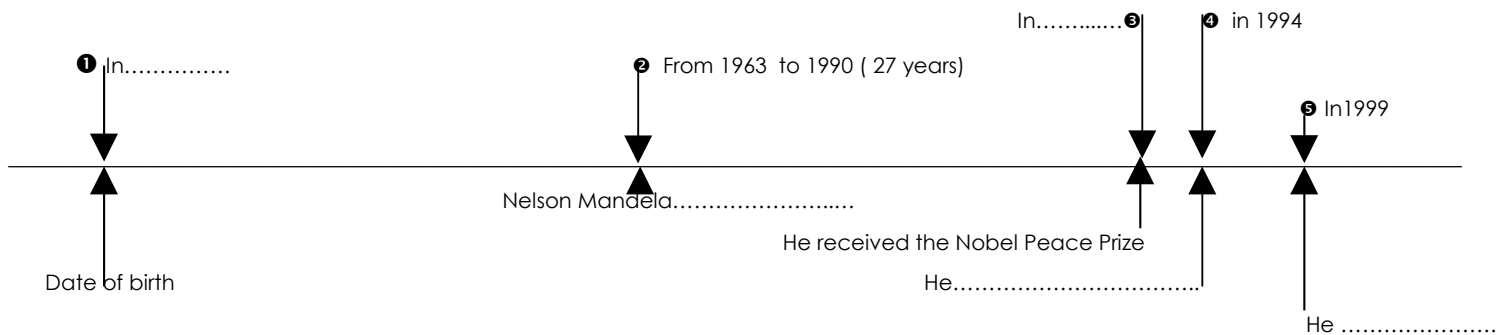 In………....…❸ ❹ in 1994
❶ In……………
❷ From 1963 to 1990 ( 27 years)
❺ In1999
Nelson Mandela…………………..…
He received the Nobel Peace Prize
Date of birth
He……………………………..
He ………………….